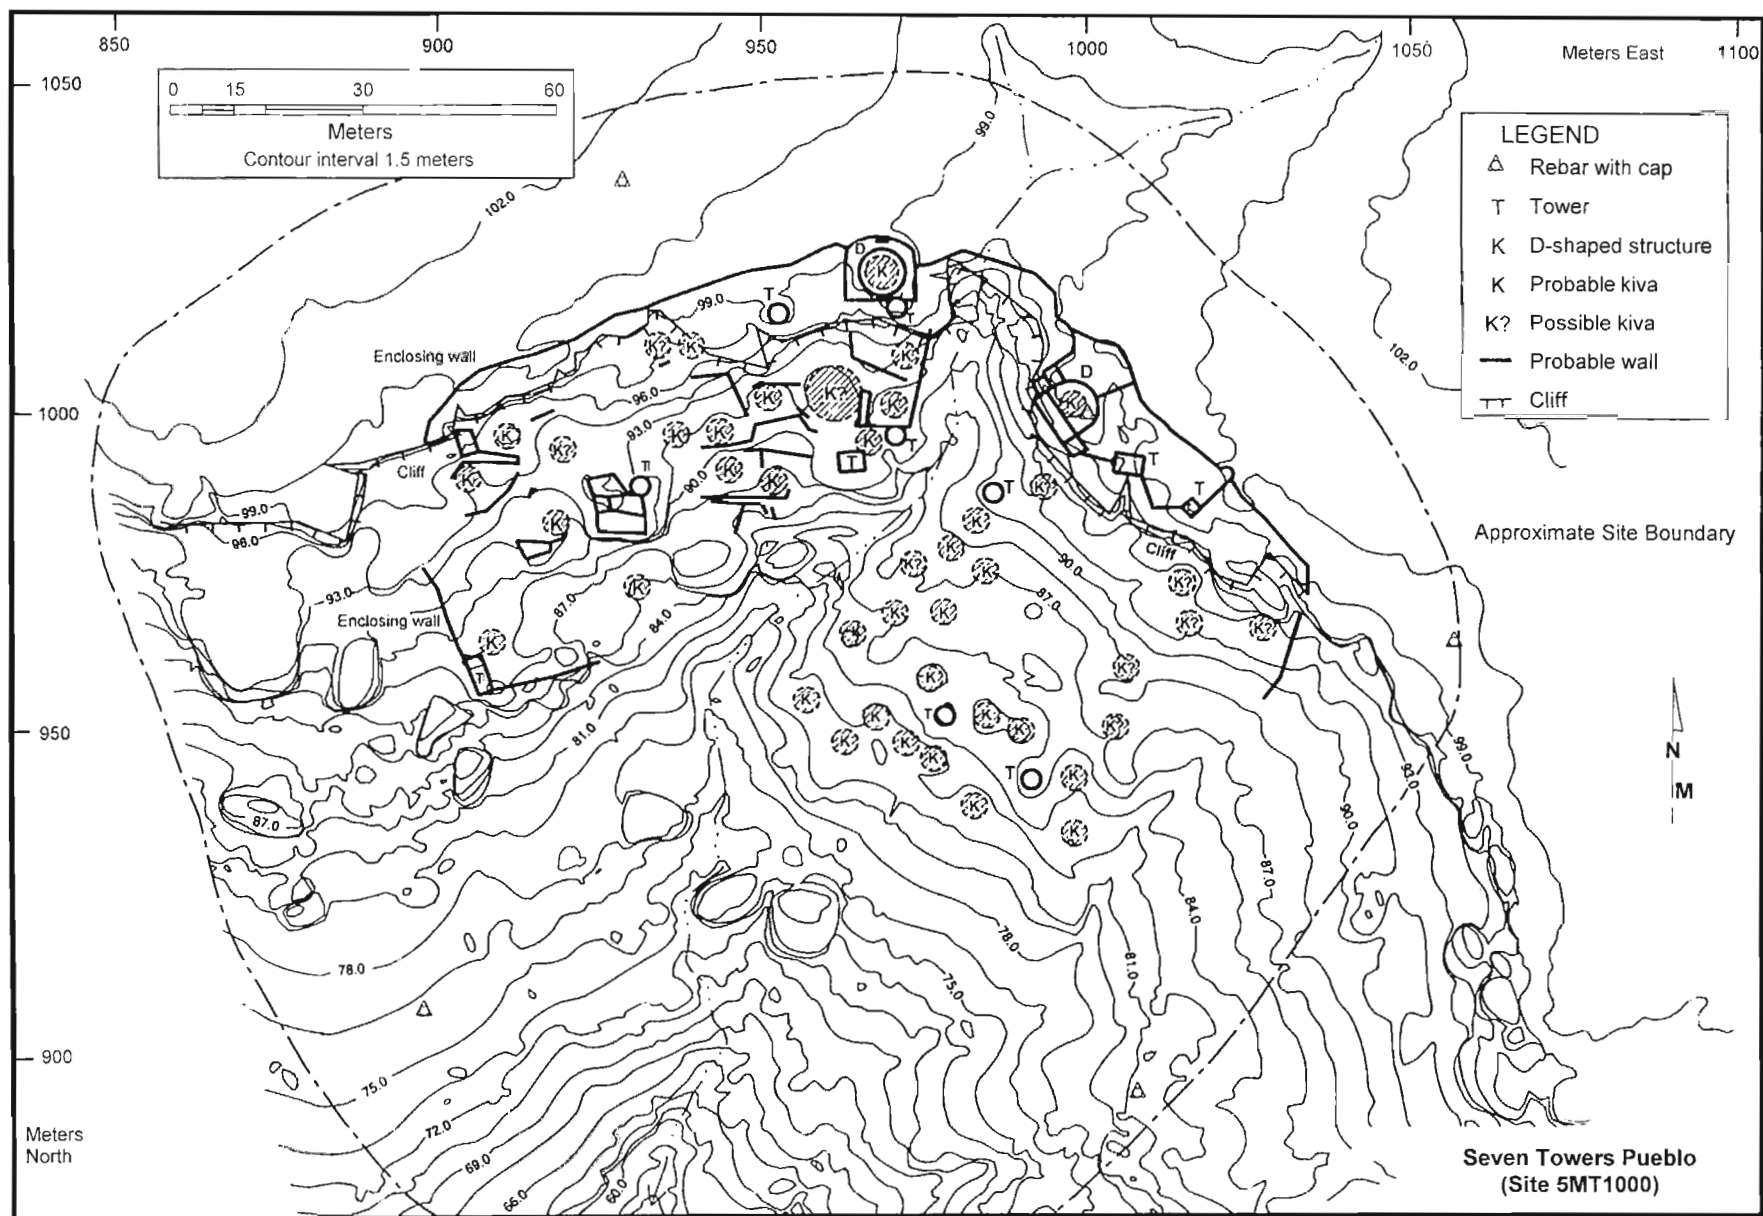 850 900 950 1000 1050 Meters East 1100
1050
0 15 30 60
Meters
Contour interval 1.5 meters
LEGEND
Rebar with cap
T Tower
K D-shaped structure
K Probable kiva
K? Possible kiva
Probable wall
Cliff
99.0
102.0
102.0
D
K
T
99.0
T
Enclosing wall
K?
K
K
D
K
96.0
K
K?
K
1000
K
K?
93.0
K
K
K
T
Cliff
K
T
T
K
K
90.0
K
T
T
K
99.0
96.0
K
K
Approximate Site Boundary
K
Cliff
K?
K
90.0
K?
93.0
K
87.0
87.0
K
K
Enclosing wall
84.0
K
K?
K?
K
T
K?
K?
K
T
K
K
K
K
950
81.0
K
K
K
99.0
N
M
T
K
93.0
K
87.0
90.0
K
87.0
84.0
78.0
78.0
81.0
75.0
900
75.0
72.0
69.0
66.0
60.0
Meters
North
Seven Towers Pueblo
(Site 5MT1000)